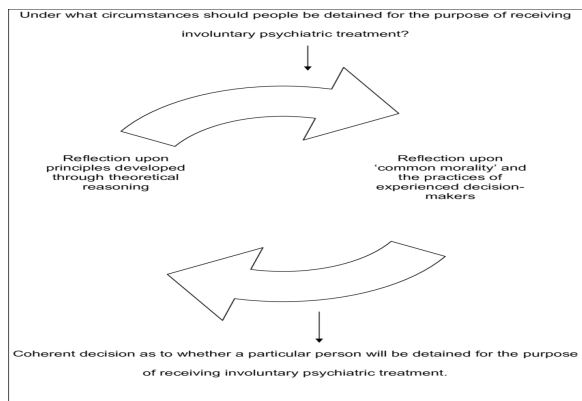 Under what circumstances should people be detained for the purpose of receiving
involuntary psychiatric treatment?
Reflection upon
principles developed
through theoretical
reasoning
Reflection upon
‘common morality’ and
the practices of
experienced decision-
makers
Coherent decision as to whether a particular person will be detained for the purpose
of receiving involuntary psychiatric treatment.